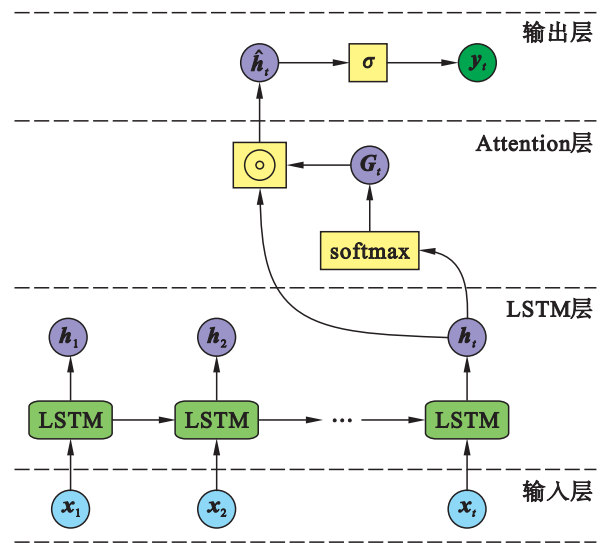 输出层
ĥt
σ
yt
Attention层
⊙
Gt
softmax
LSTM层
h1
h2
ht
LSTM
LSTM
...
LSTM
输入层
x1
x2
xt